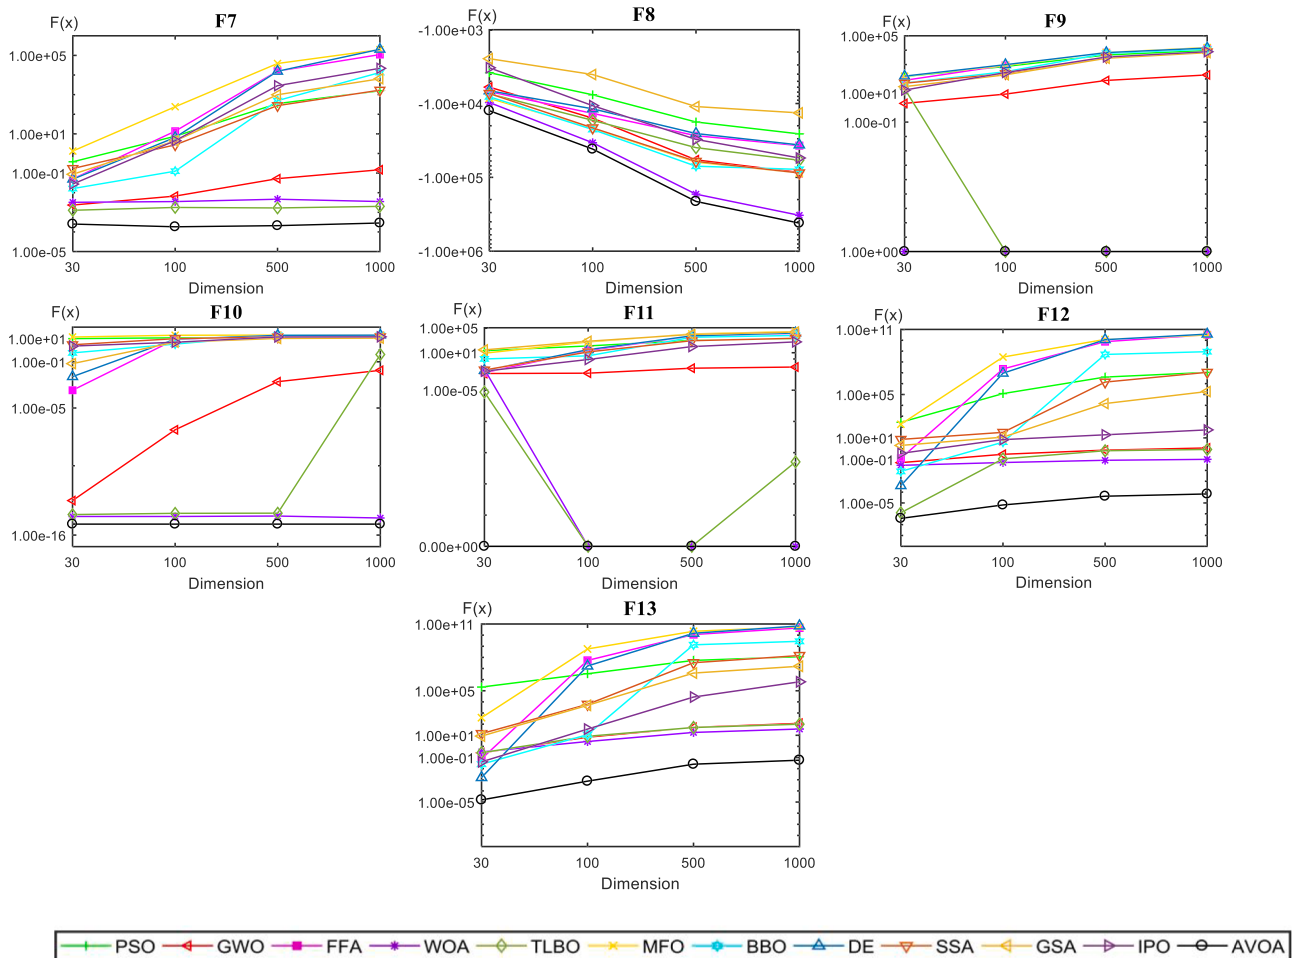 F(x) F7
1.00e+05
1.00e+01
1.00e-01
1.00e-05
30 100 500 1000
Dimension
F(x) F8
-1.00e+03
-1.00e+04
-1.00e+05
-1.00e+06
30 100 500 1000
Dimension
F(x) F9
1.00e+05
1.00e+01
1.00e-01
1.00e+00
30 100 500 1000
Dimension
F(x) F10
1.00e+01
1.00e-01
1.00e-05
1.00e-16
30 100 500 1000
Dimension
F(x) F11
1.00e+05
1.00e+01
1.00e-05
0.00e+00
30 100 500 1000
Dimension
F(x) F12
1.00e+11
1.00e+05
1.00e+01
1.00e-01
1.00e-05
30 100 500 1000
Dimension
F(x) F13
1.00e+11
1.00e+05
1.00e+01
1.00e-01
1.00e-05
30 100 500 1000
Dimension
PSO GWO FFA WOA TLBO MFO BBO DE SSA GSA IPO AVOA